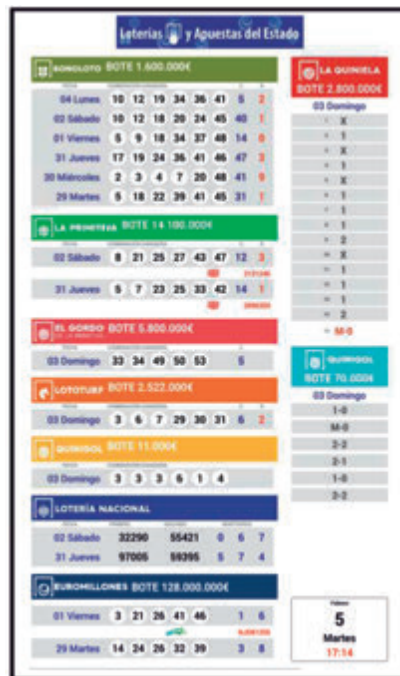 Loterías y Apuestas del Estado
BONOLOTO BOTE 1.600.000€
04 Lunes 10 12 19 34 36 41 5 2
02 Sábado 10 12 18 20 24 45 40 1
01 Viernes 5 9 18 34 37 48 14 0
31 Jueves 17 19 24 36 41 46 47 3
30 Miércoles 2 3 4 7 20 48 41 9
29 Martes 5 18 22 39 41 45 31 1
LA PRIMITIVA BOTE 14.100.000€
02 Sábado 8 21 25 27 43 47 12 3
31 Jueves 5 7 23 25 33 42 14 1
EL GORDO BOTE 5.800.000€
03 Domingo 33 34 49 50 53 5
LOTOTURF BOTE 2.522.000€
03 Domingo 3 6 7 29 30 31 6 2
BOTE 11.000€
03 Domingo 3 3 3 6 1 4
LOTERÍA NACIONAL
02 Sábado 32290 55421 0 6 7
31 Jueves 97005 59395 5 7 4
EUROMILLONES BOTE 128.000.000€
01 Viernes 3 21 26 41 46 1 6
29 Martes 14 24 26 32 39 3 8
LA QUINIELA
BOTE 2.800.000€
03 Domingo
X
1
X
1
X
1
1
1
2
X
1
1
1
2
M-0
QUINIGOL
BOTE 70.000€
03 Domingo
1-0
M-0
2-2
2-1
1-0
2-2
Febrero
5
Martes
17:14